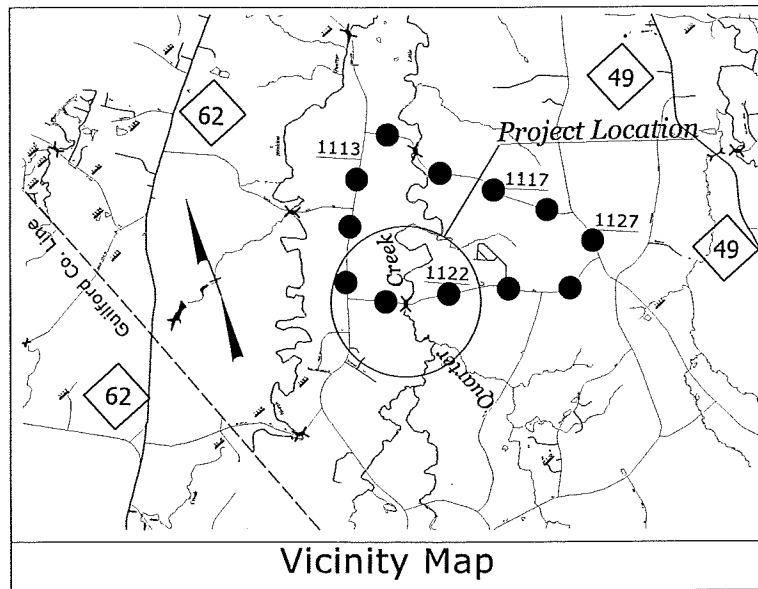 49
62
Project Location
1113
1117
1127
Guilford Co. Line
49
Creek
1122
62
Quarter
Vicinity Map